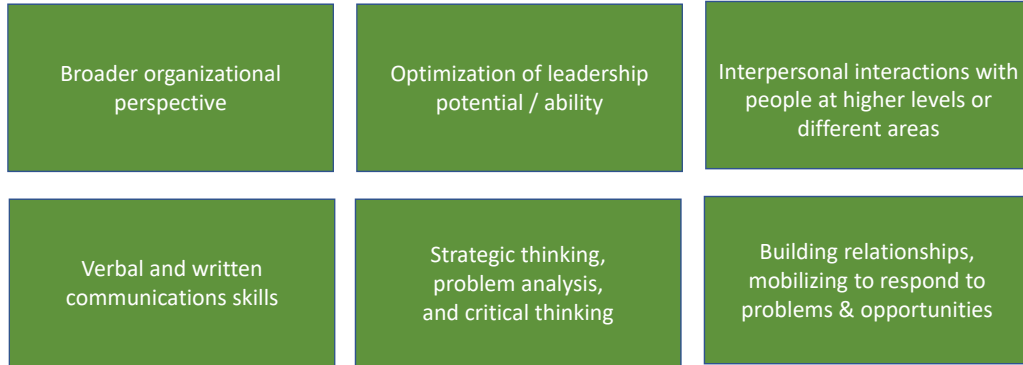 Broader organizational
perspective
Optimization of leadership
potential / ability
Interpersonal interactions with
people at higher levels or
different areas
Verbal and written
communications skills
Strategic thinking,
problem analysis,
and critical thinking
Building relationships,
mobilizing to respond to
problems & opportunities